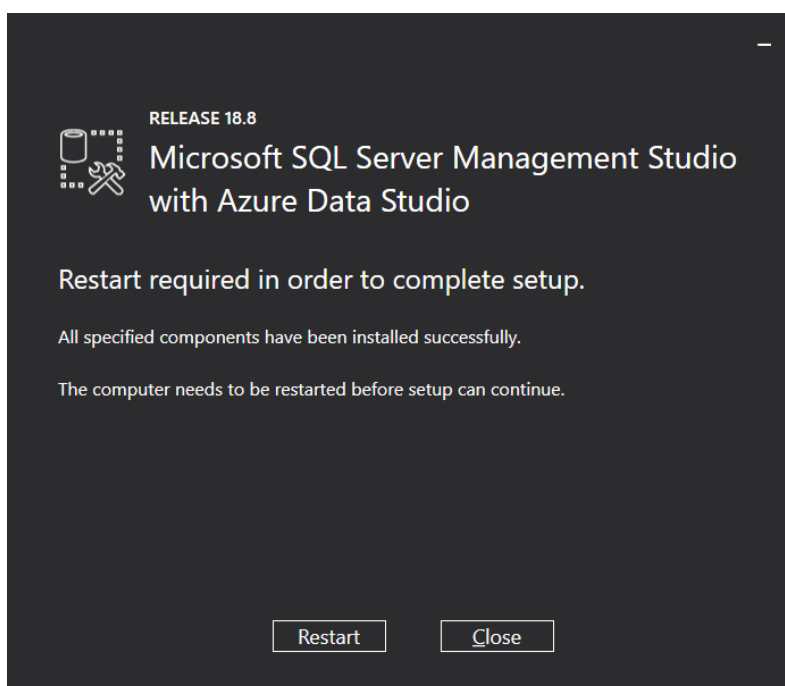 RELEASE 18.8
Microsoft SQL Server Management Studio
with Azure Data Studio
Restart required in order to complete setup.
All specified components have been installed successfully.
The computer needs to be restarted before setup can continue.
Restart
Close